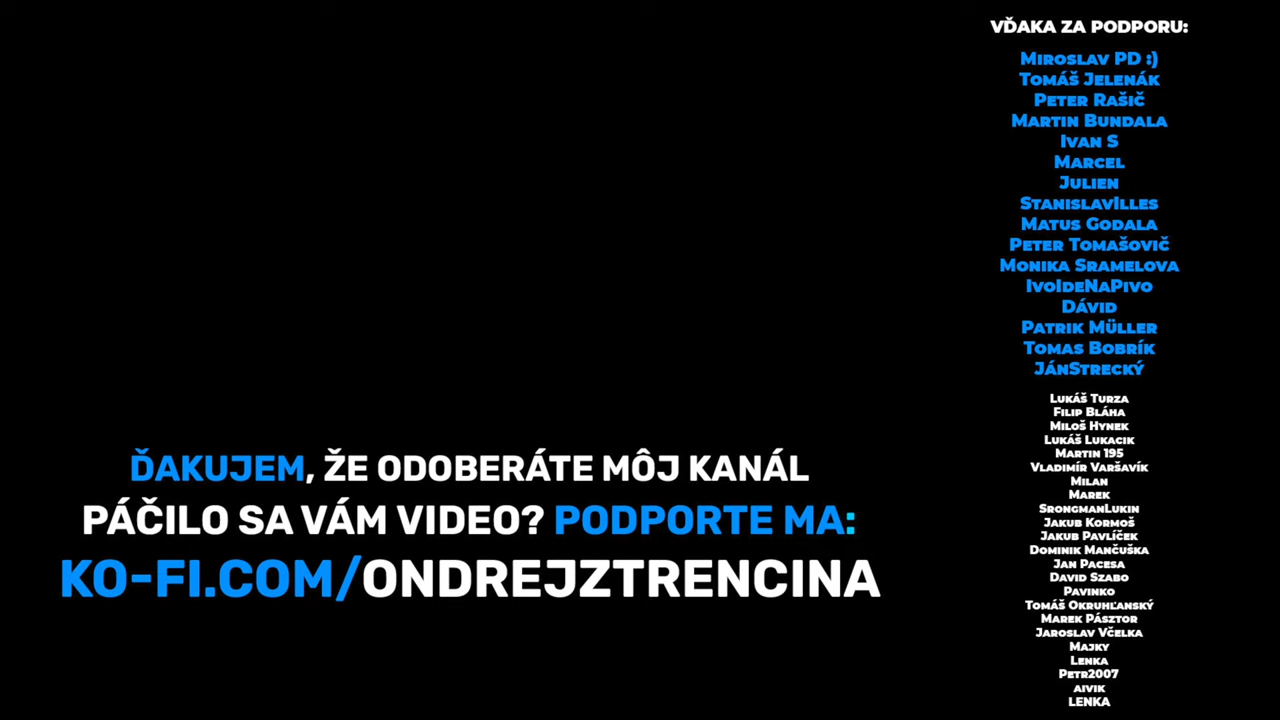 ĎAKUJEM, ŽE ODOBERÁTE MÔJ KANÁL
PÁČILO SA VÁM VIDEO? PODPORTE MA:
KO-FI.COM/ONDREJZTRENCINA
VĎAKA ZA PODPORU:
Miroslav PD :)
Tomáš Jelenák
Peter Rašič
Martin Bundala
Ivan S
Marcel
Julien
StanislavIlles
Matus Godala
Peter Tomašovič
Monika Sramelova
IvoIdeNaPivo
Dávid
Patrik Müller
Tomas Bobrík
JánStrecký
Lukáš Turza
Filip Bláha
Miloš Hynek
Lukáš Lukacik
Martin 195
Vladimír Varšavík
Milan
Marek
SrongmanLukin
Jakub Kormoš
Jakub Pavlíček
Dominik Mančuška
Jan Pacesa
David Szabo
Pavinko
Tomáš Okruhľanský
Marek Pásztor
Jaroslav Včelka
Majky
Lenka
Petr2007
aivik
LENKA